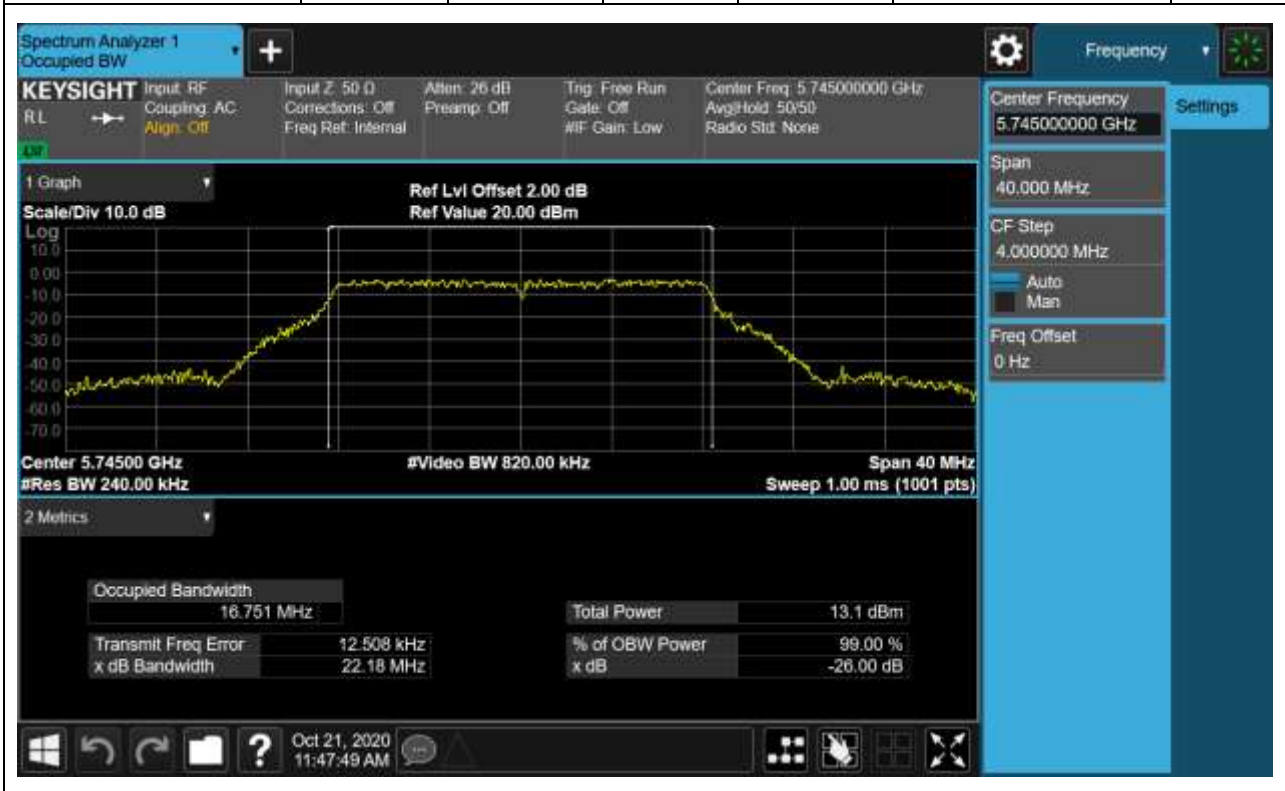 Spectrum Analyzer 1
Occupied BW
+
Frequency
KEYSIGHT
RL
Input: RF
Coupling: AC
Align: Off
Input Z: 50 Ω
Corrections: Off
Freq Ref: Internal
Atten: 26 dB
Preamp: Off
Trig: Free Run
Gate: Off
#IF Gain: Low
Center Freq: 5.745000000 GHz
Avg|Hold: 50/50
Radio Std: None
Center Frequency
5.745000000 GHz
Settings
Span
40.000 MHz
CF Step
4.000000 MHz
Auto
Man
Freq Offset
0 Hz
1 Graph
Scale/Div 10.0 dB
Ref Lvl Offset 2.00 dB
Ref Value 20.00 dBm
Log
10.0
0.00
-10.0
-20.0
-30.0
-40.0
-50.0
-60.0
-70.0
Center 5.74500 GHz
#Video BW 820.00 kHz
Span 40 MHz
#Res BW 240.00 kHz
Sweep 1.00 ms (1001 pts)
2 Metrics
Occupied Bandwidth
16.751 MHz
Total Power 13.1 dBm
Transmit Freq Error 12.508 kHz
% of OBW Power 99.00 %
x dB Bandwidth 22.18 MHz
x dB -26.00 dB
?
Oct 21, 2020
11:47:49 AM